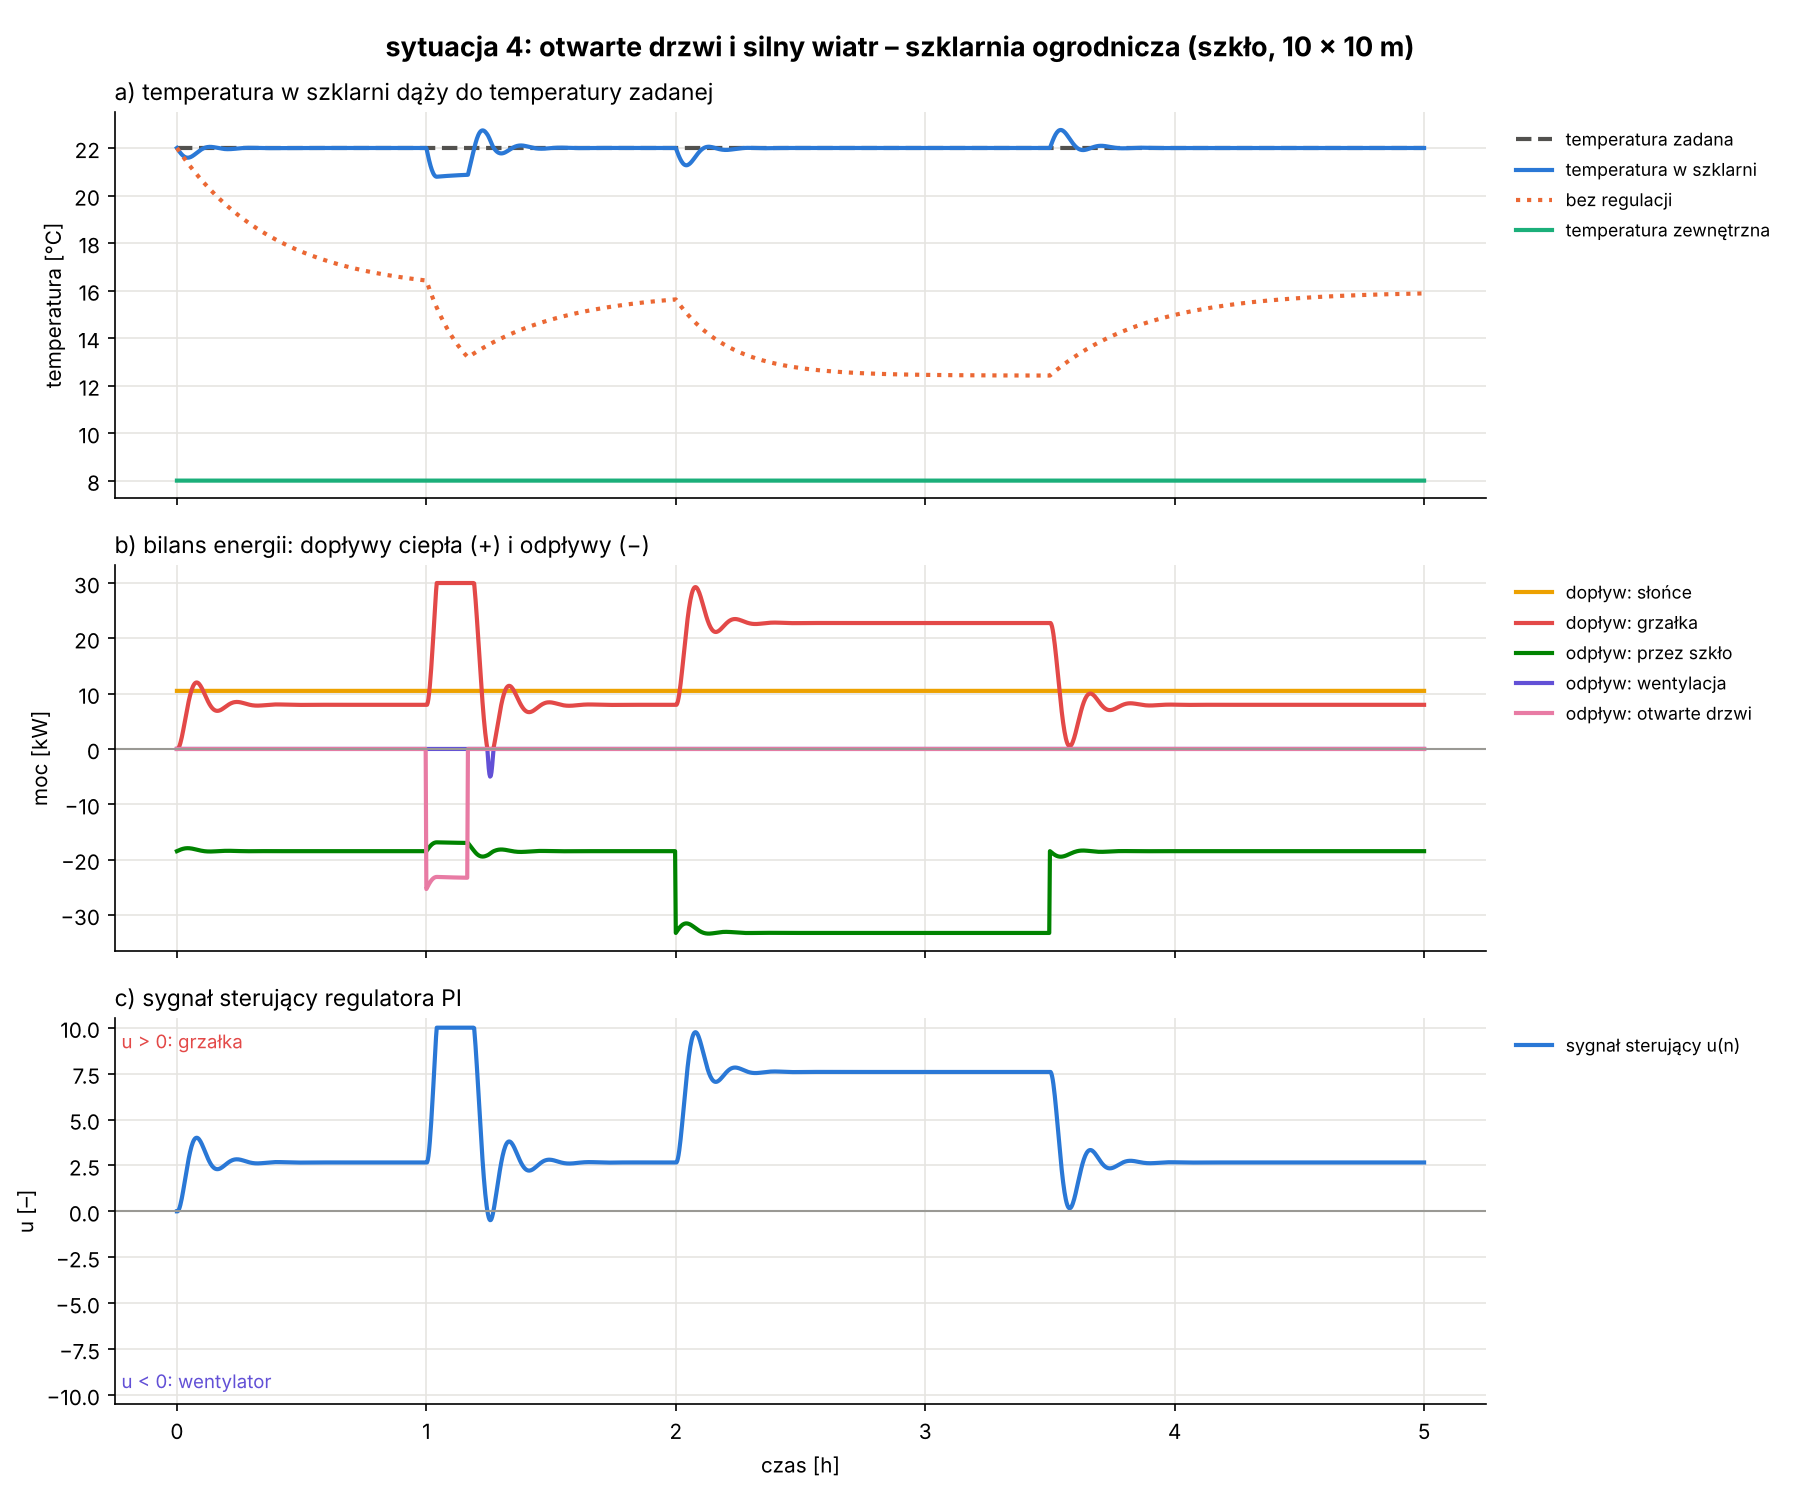 sytuacja 4: otwarte drzwi i silny wiatr – szklarnia ogrodnicza (szkło, 10 × 10 m)
a) temperatura w szklarni dąży do temperatury zadanej
temperatura [°C]
22
20
18
16
14
12
10
8
temperatura zadana
temperatura w szklarni
bez regulacji
temperatura zewnętrzna
b) bilans energii: dopływy ciepła (+) i odpływy (−)
moc [kW]
30
20
10
0
−10
−20
−30
dopływ: słońce
dopływ: grzałka
odpływ: przez szkło
odpływ: wentylacja
odpływ: otwarte drzwi
c) sygnał sterujący regulatora PI
u [−]
10.0
7.5
5.0
2.5
0.0
−2.5
−5.0
−7.5
−10.0
u > 0: grzałka
u < 0: wentylator
sygnał sterujący u(n)
0 1 2 3 4 5
czas [h]